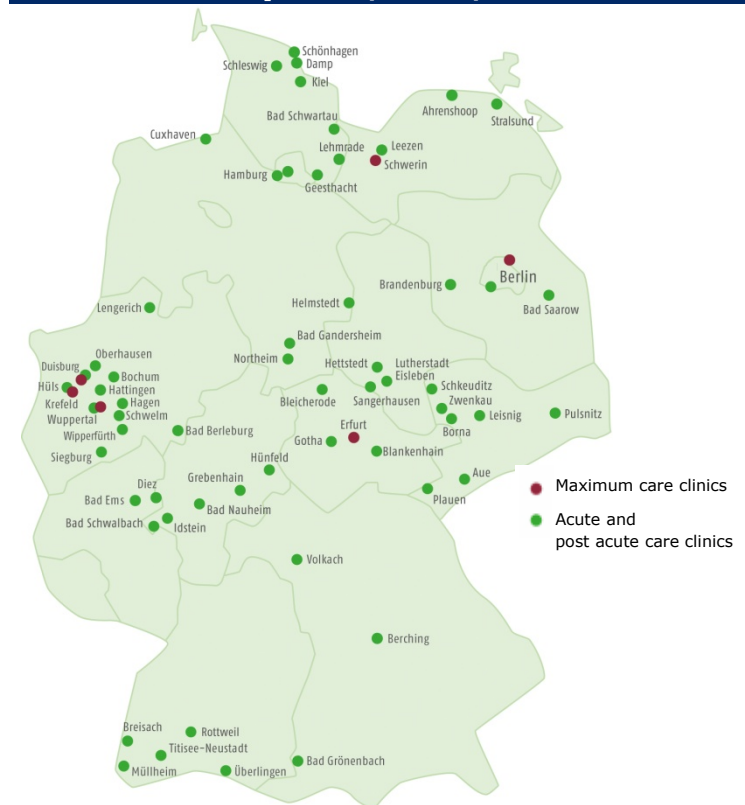 Schönhagen
Schleswig
Damp
Kiel
Ahrenshoop
Stralsund
Bad Schwartau
Cuxhaven
Lehmrade
Leezen
Schwerin
Hamburg
Geesthacht
Berlin
Brandenburg
Bad Saarow
Helmstedt
Lengerich
Bad Gandersheim
Oberhausen
Northeim
Hettstedt
Lutherstadt
Eisleben
Duisburg
Bochum
Hüls
Hattingen
Schkeuditz
Krefeld
Hagen
Bleicherode
Sangerhausen
Zwenkau
Wuppertal
Schwelm
Leisnig
Pulsnitz
Wipperfürth
Bad Berleburg
Erfurt
Borna
Gotha
Siegburg
Blankenhain
Hünfeld
Aue
Diez
Grebenhain
Plauen
Bad Ems
Bad Nauheim
Bad Schwalbach
Idstein
Maximum care clinics
Acute and
post acute care clinics
Volkach
Berching
Breisach
Rottweil
Titisee-Neustadt
Bad Grönenbach
Müllheim
Überlingen